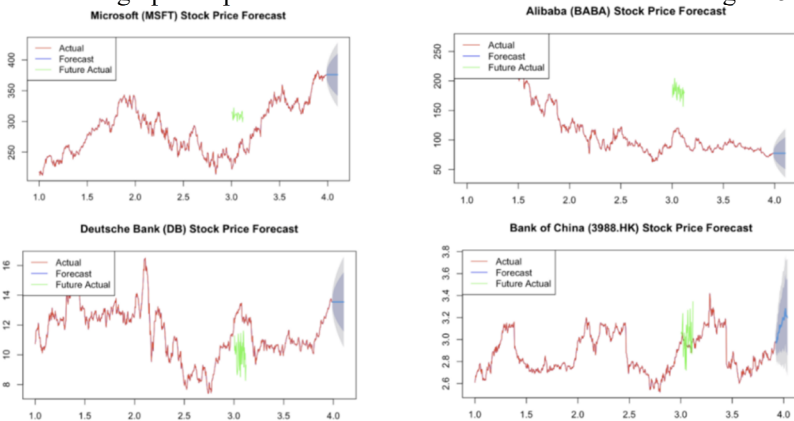 Microsoft (MSFT) Stock Price Forecast
Actual
Forecast
Future Actual
400
350
300
250
1.0 1.5 2.0 2.5 3.0 3.5 4.0
Alibaba (BABA) Stock Price Forecast
Actual
Forecast
Future Actual
250
200
150
100
50
1.0 1.5 2.0 2.5 3.0 3.5 4.0
Deutsche Bank (DB) Stock Price Forecast
Actual
Forecast
Future Actual
16
14
12
10
8
1.0 1.5 2.0 2.5 3.0 3.5 4.0
Bank of China (3988.HK) Stock Price Forecast
Actual
Forecast
Future Actual
3.8
3.6
3.4
3.2
3.0
2.8
2.6
1.0 1.5 2.0 2.5 3.0 3.5 4.0